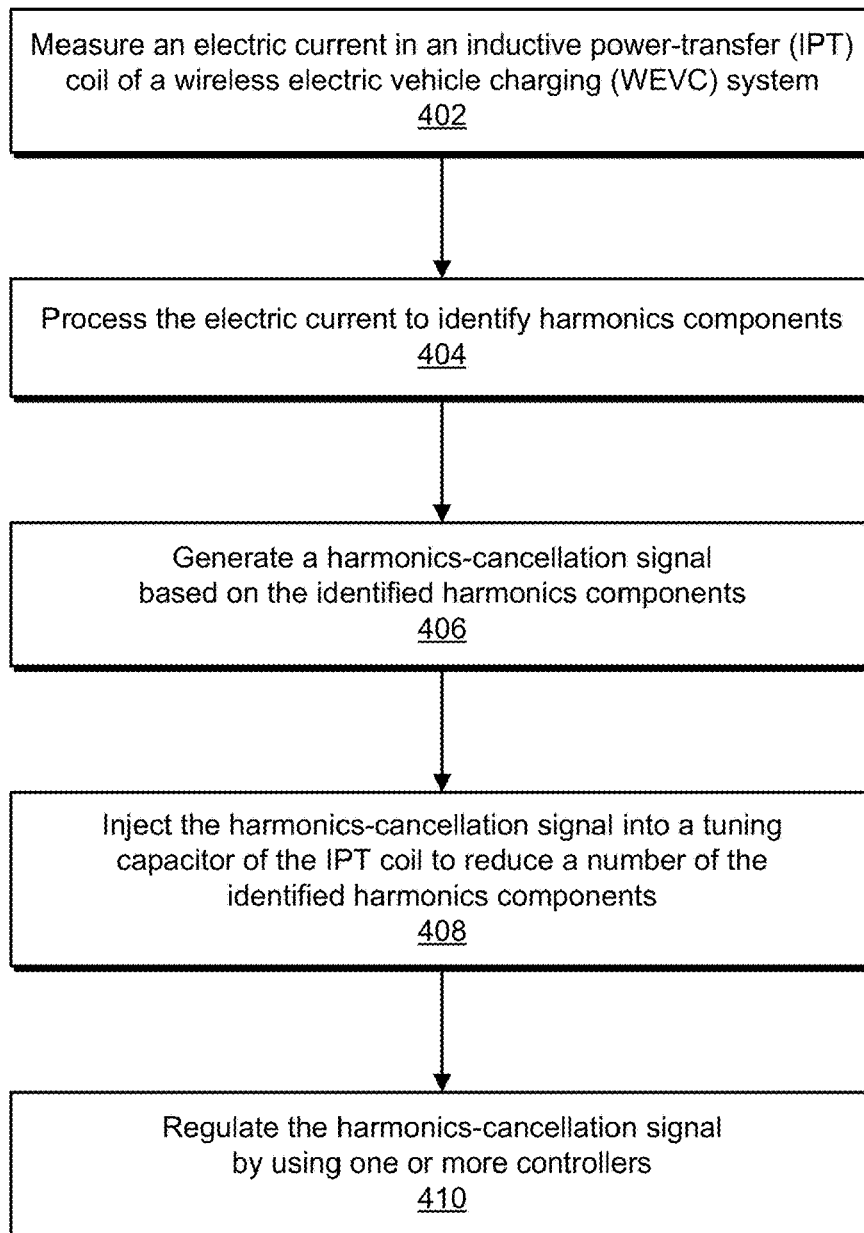 Measure an electric current in an inductive power-transfer (IPT)
coil of a wireless electric vehicle charging (WEVC) system
402
Process the electric current to identify harmonics components
404
Generate a harmonics-cancellation signal
based on the identified harmonics components
406
Inject the harmonics-cancellation signal into a tuning
capacitor of the IPT coil to reduce a number of the
identified harmonics components
408
Regulate the harmonics-cancellation signal
by using one or more controllers
410